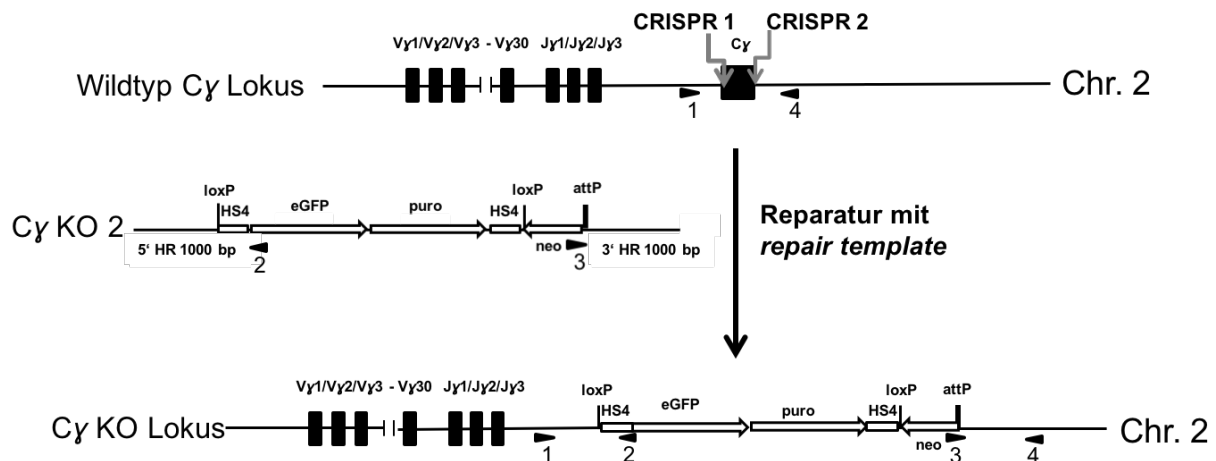 CRISPR 1 CRISPR 2
Vɣ1/Vɣ2/Vɣ3 - Vɣ30 Jɣ1/Jɣ2/Jɣ3 Cɣ
Wildtyp Cɣ Lokus Chr. 2
1 4
loxP loxP attP
HS4 eGFP puro HS4
Cɣ KO 2
5‘ HR 1000 bp neo 3‘ HR 1000 bp
2 3
Reparatur mit
repair template
Vɣ1/Vɣ2/Vɣ3 - Vɣ30 Jɣ1/Jɣ2/Jɣ3 loxP loxP attP
HS4 eGFP puro HS4
Cɣ KO Lokus Chr. 2
neo
1 2 3 4